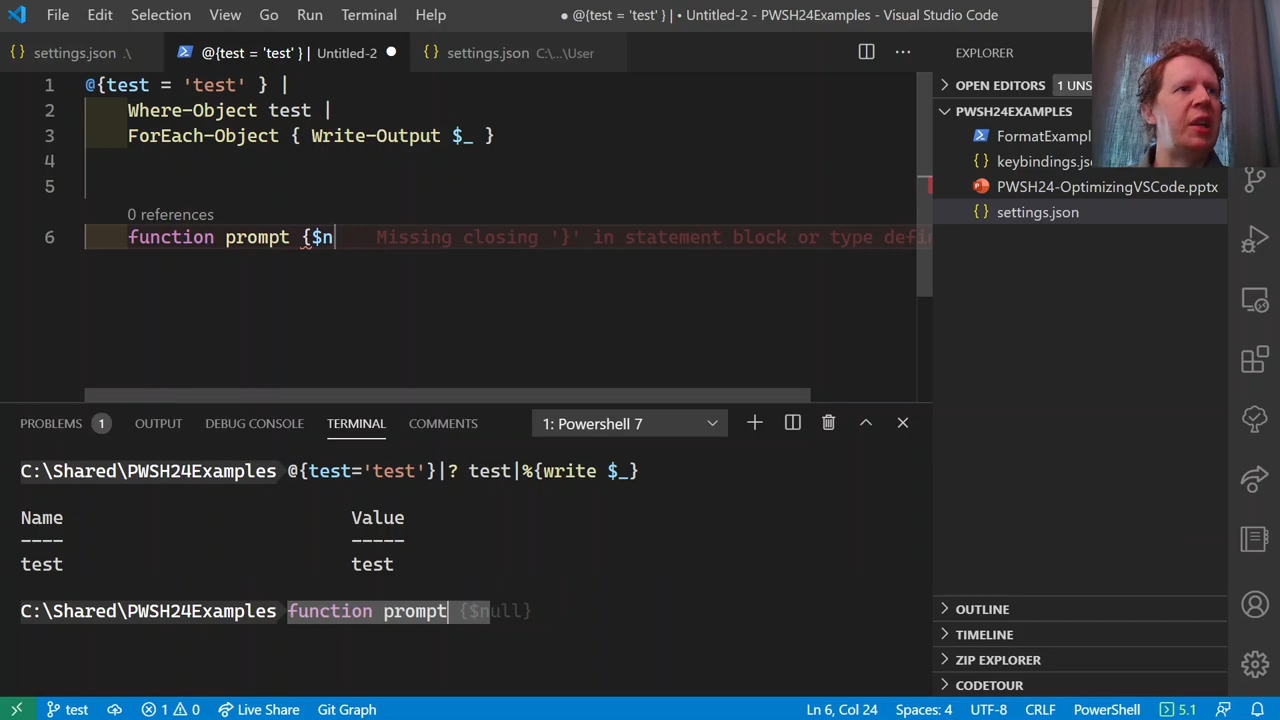 File Edit Selection View Go Run Terminal Help ● @{test = 'test' } | • Untitled-2 - PWSH24Examples - Visual Studio Code
{} settings.json .\ @{test = 'test' } | Untitled-2 ● {} settings.json C:\...\User ···
EXPLORER
OPEN EDITORS 1 UNS
PWSH24EXAMPLES
FormatExampl
{} keybindings.js
PWSH24-OptimizingVSCode.pptx
{} settings.json
1 @{test = 'test' } |
2 Where-Object test |
3 ForEach-Object { Write-Output $_ }
4
5
0 references
6 function prompt {$n Missing closing '}' in statement block or type defi
PROBLEMS 1 OUTPUT DEBUG CONSOLE TERMINAL COMMENTS 1: Powershell 7
C:\Shared\PWSH24Examples @{test='test'}|? test|%{write $_}
Name Value
---- -----
test test
C:\Shared\PWSH24Examples function prompt {$null}
OUTLINE
TIMELINE
ZIP EXPLORER
CODETOUR
test 1 0 Live Share Git Graph Ln 6, Col 24 Spaces: 4 UTF-8 CRLF PowerShell 5.1